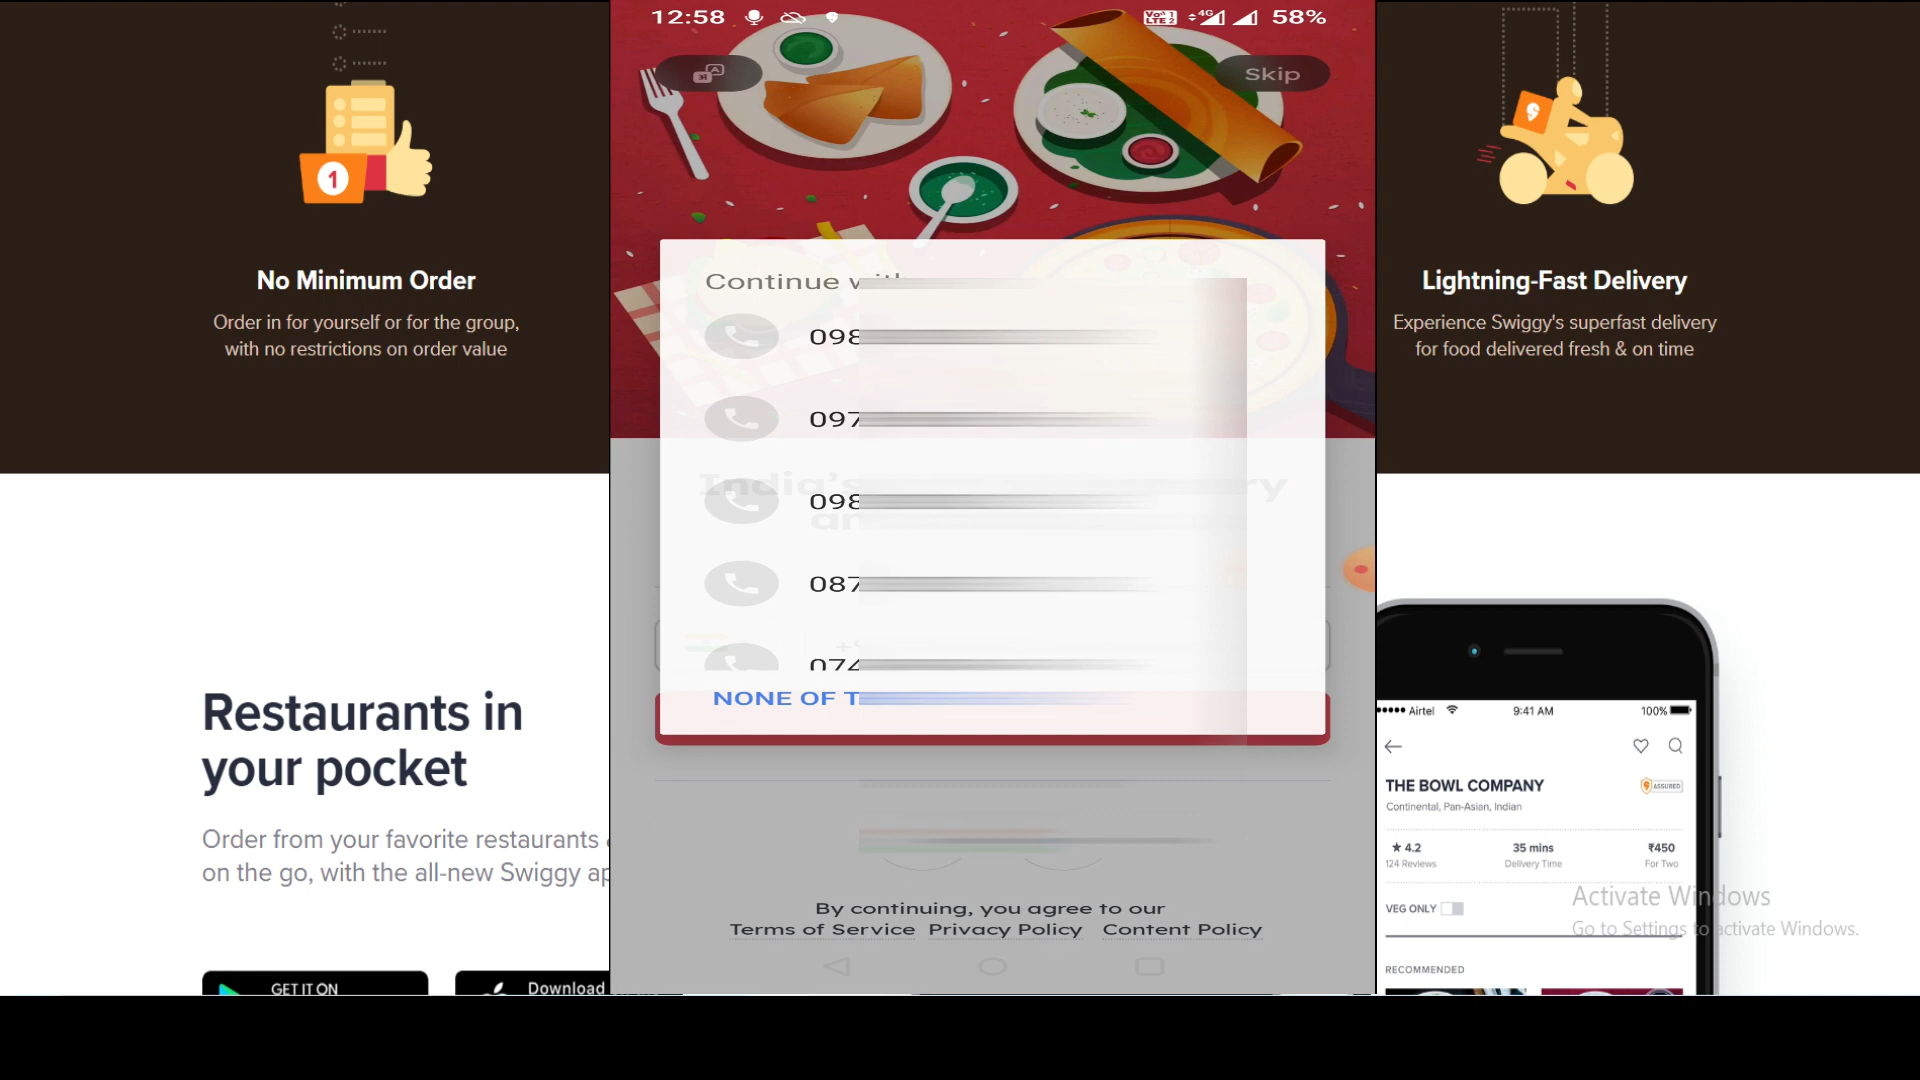 No Minimum Order
Order in for yourself or for the group,
with no restrictions on order value
Restaurants in
your pocket
Order from your favorite restaurants
on the go, with the all-new Swiggy
GET IT ON
Download
12:58
58%
Skip
Continue
098
097
098
087
074
NONE OF
India's
By continuing, you agree to our
Terms of Service Privacy Policy Content Policy
Lightning-Fast Delivery
Experience Swiggy's superfast delivery
for food delivered fresh & on time
Airtel 9:41 AM 100%
THE BOWL COMPANY
ASSURED
Continental, Pan-Asian, Indian
★ 4.2 35 mins ₹450
124 Reviews Delivery Time For Two
VEG ONLY
RECOMMENDED
Activate Windows
Go to Settings to activate Windows.